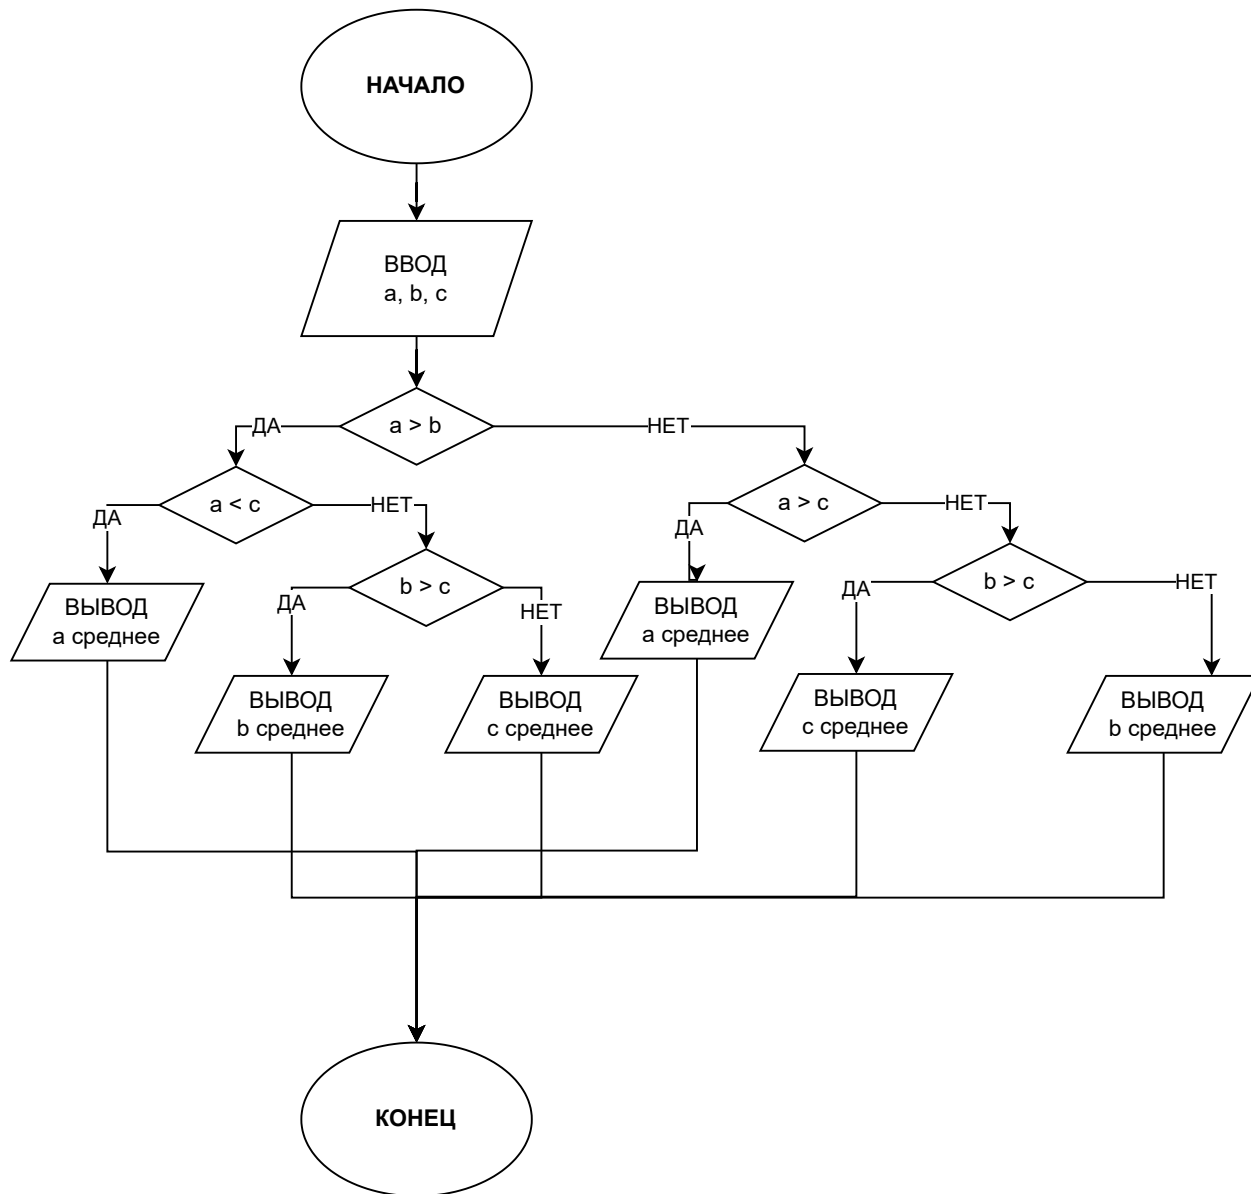 НАЧАЛО
ВВОД
a, b, c
a > b
ДА
НЕТ
a < c
ДА
НЕТ
a > c
ДА
НЕТ
b > c
ДА
НЕТ
b > c
ДА
НЕТ
ВЫВОД
a среднее
ВЫВОД
a среднее
ВЫВОД
b среднее
ВЫВОД
c среднее
ВЫВОД
c среднее
ВЫВОД
b среднее
КОНЕЦ